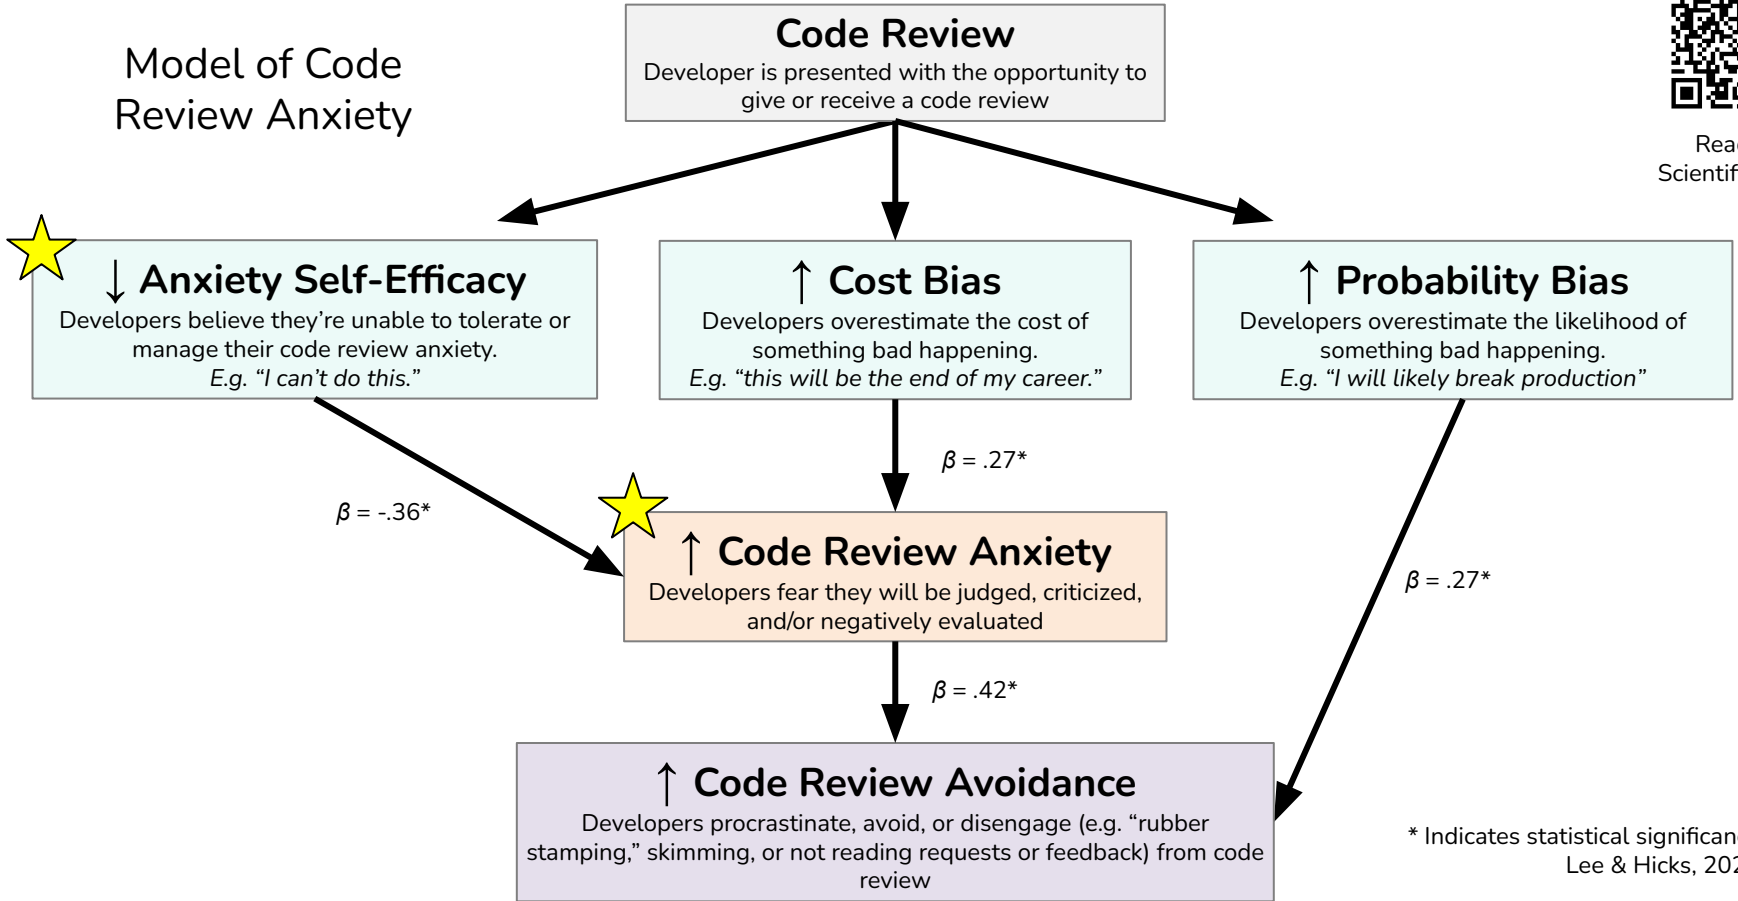 Model of Code
Review Anxiety
Code Review
Developer is presented with the opportunity to
give or receive a code review
↓ Anxiety Self-Efficacy
Developers believe they’re unable to tolerate or
manage their code review anxiety.
E.g. “I can’t do this.”
↑ Cost Bias
Developers overestimate the cost of
something bad happening.
E.g. “this will be the end of my career.”
↑ Probability Bias
Developers overestimate the likelihood of
something bad happening.
E.g. “I will likely break production”
β = .27*
β = -.36*
↑ Code Review Anxiety
Developers fear they will be judged, criticized,
and/or negatively evaluated
β = .27*
β = .42*
↑ Code Review Avoidance
Developers procrastinate, avoid, or disengage (e.g. “rubber
stamping,” skimming, or not reading requests or feedback) from code
review
* Indicates statistical
Lee & Hicks,